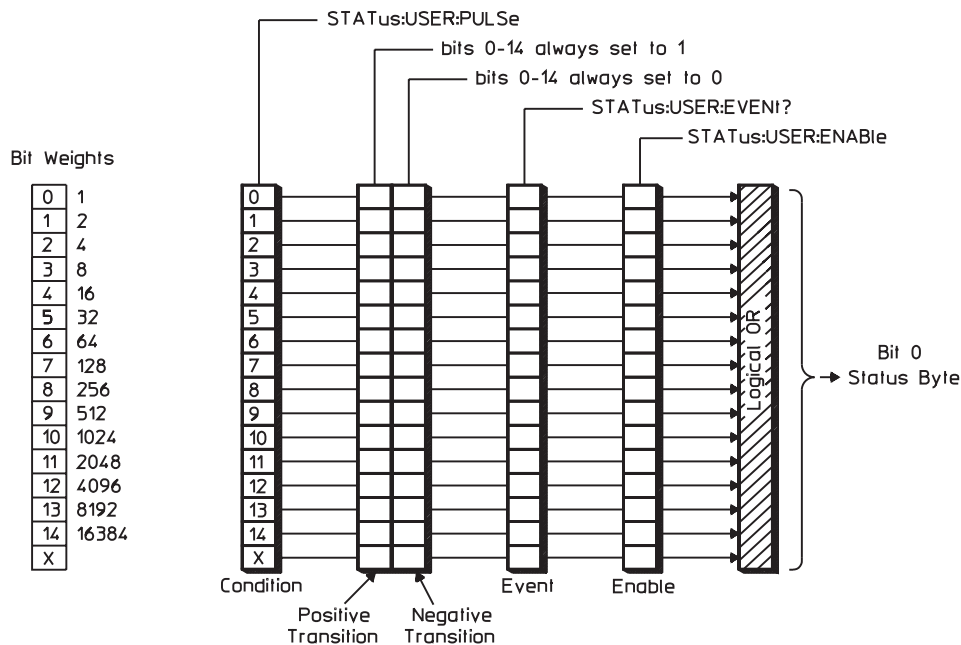 STATus:USER:PULSe
bits 0-14 always set to 1
bits 0-14 always set to 0
STATus:USER:EVENt?
STATus:USER:ENABle
Bit Weights
0 1
1 2
2 4
3 8
4 16
5 32
6 64
7 128
8 256
9 512
10 1024
11 2048
12 4096
13 8192
14 16384
X
0
1
2
3
4
5
6
7
8
9
10
11
12
13
14
X
Logical OR
Bit 0
Status Byte
Condition
Positive
Transition
Negative
Transition
Event
Enable